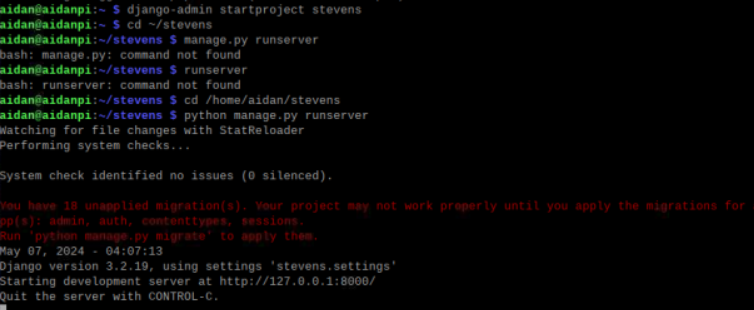 aidan@aidanpi:~ $ django-admin startproject stevens
aidan@aidanpi:~ $ cd ~/stevens
aidan@aidanpi:~/stevens $ manage.py runserver
bash: manage.py: command not found
aidan@aidanpi:~/stevens $ runserver
bash: runserver: command not found
aidan@aidanpi:~/stevens $ cd /home/aidan/stevens
aidan@aidanpi:~/stevens $ python manage.py runserver
Watching for file changes with StatReloader
Performing system checks...
System check identified no issues (0 silenced).
You have 18 unapplied migration(s). Your project may not work properly until you apply the migrations for
pp(s): admin, auth, contenttypes, sessions.
Run 'python manage.py migrate' to apply them.
May 07, 2024 - 04:07:13
Django version 3.2.19, using settings 'stevens.settings'
Starting development server at http://127.0.0.1:8000/
Quit the server with CONTROL-C.